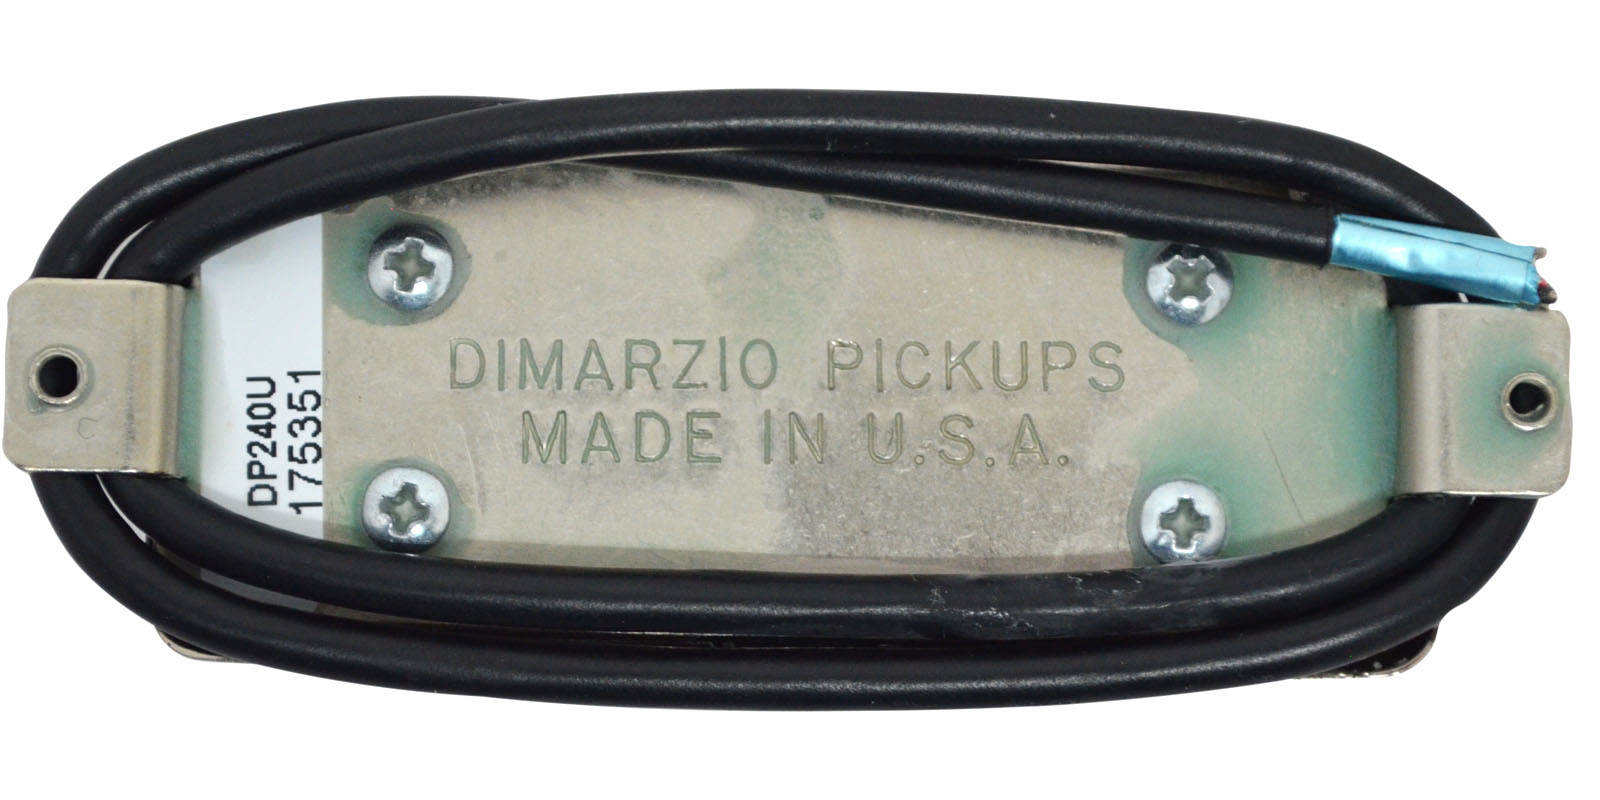 DIMARZIO PICKUPS
MADE IN U.S.A.
DP240U
175351